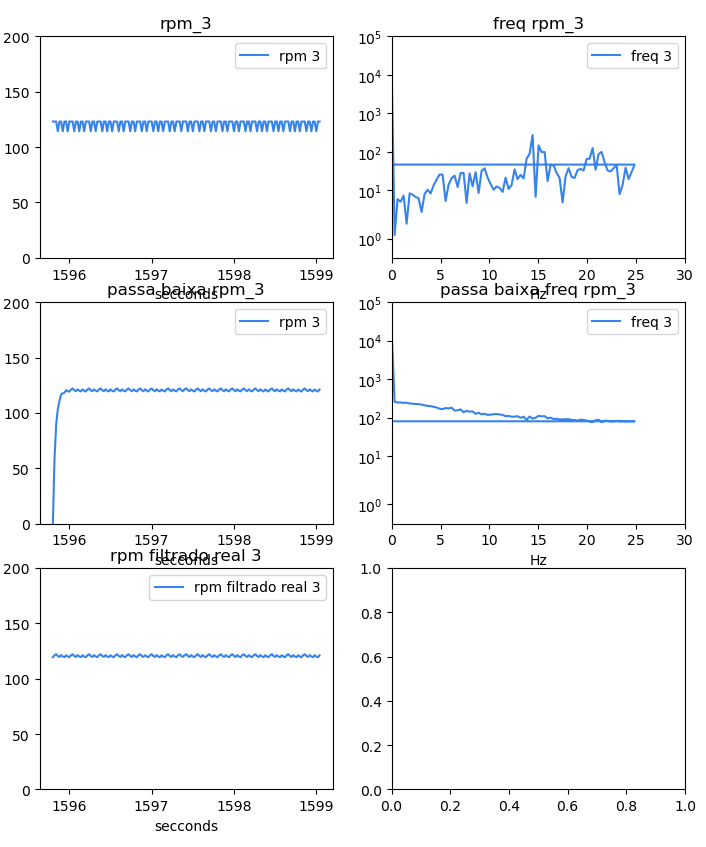 rpm_3
200
150
100
50
0
rpm 3
1596 1597 1598 1599
secconds
freq rpm_3
10^5
10^4
10^3
10^2
10^1
10^0
freq 3
0 5 10 15 20 25 30
Hz
passa baixa rpm_3
200
150
100
50
0
rpm 3
1596 1597 1598 1599
secconds
passa baixa freq rpm_3
10^5
10^4
10^3
10^2
10^1
10^0
freq 3
0 5 10 15 20 25 30
Hz
rpm filtrado real 3
200
150
100
50
0
rpm filtrado real 3
1596 1597 1598 1599
secconds
1.0
0.8
0.6
0.4
0.2
0.0
0.0 0.2 0.4 0.6 0.8 1.0